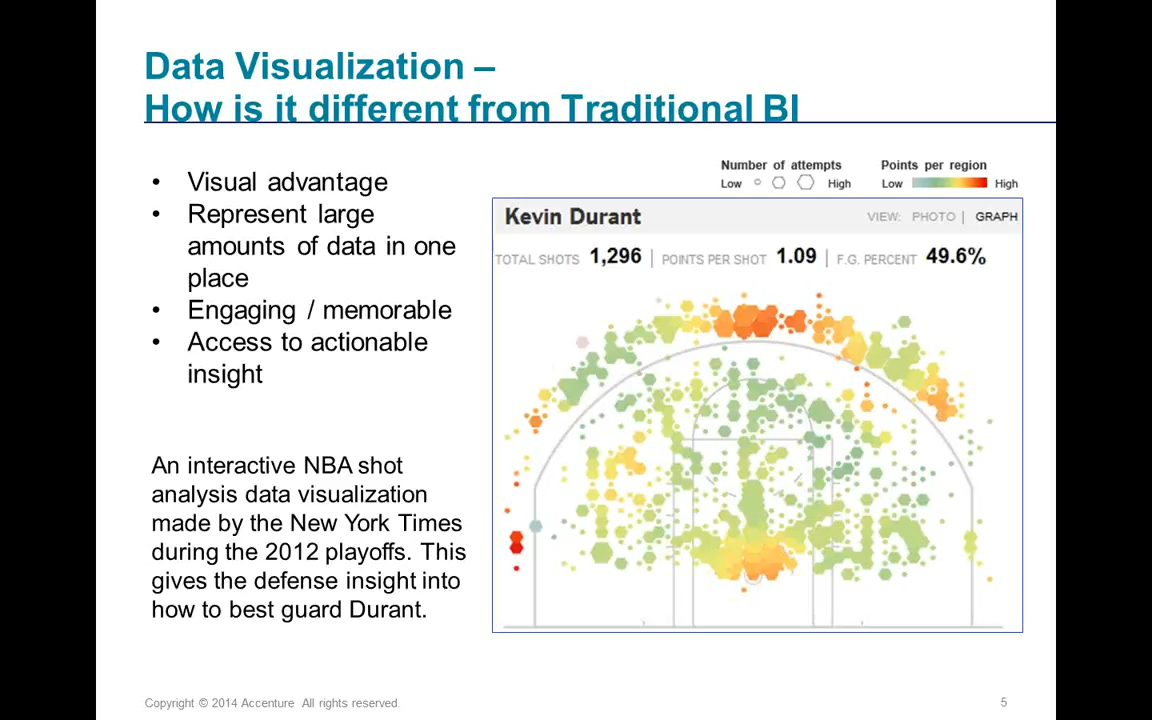 Data Visualization –
How is it different from Traditional BI
• Visual advantage
• Represent large
amounts of data in one
place
• Engaging / memorable
• Access to actionable
insight
An interactive NBA shot
analysis data visualization
made by the New York Times
during the 2012 playoffs. This
gives the defense insight into
how to best guard Durant.
Number of attempts
Low High
Points per region
Low High
Kevin Durant
VIEW: PHOTO | GRAPH
TOTAL SHOTS 1,296 | POINTS PER SHOT 1.09 | F.G. PERCENT 49.6%
Copyright © 2014 Accenture All rights reserved.
5